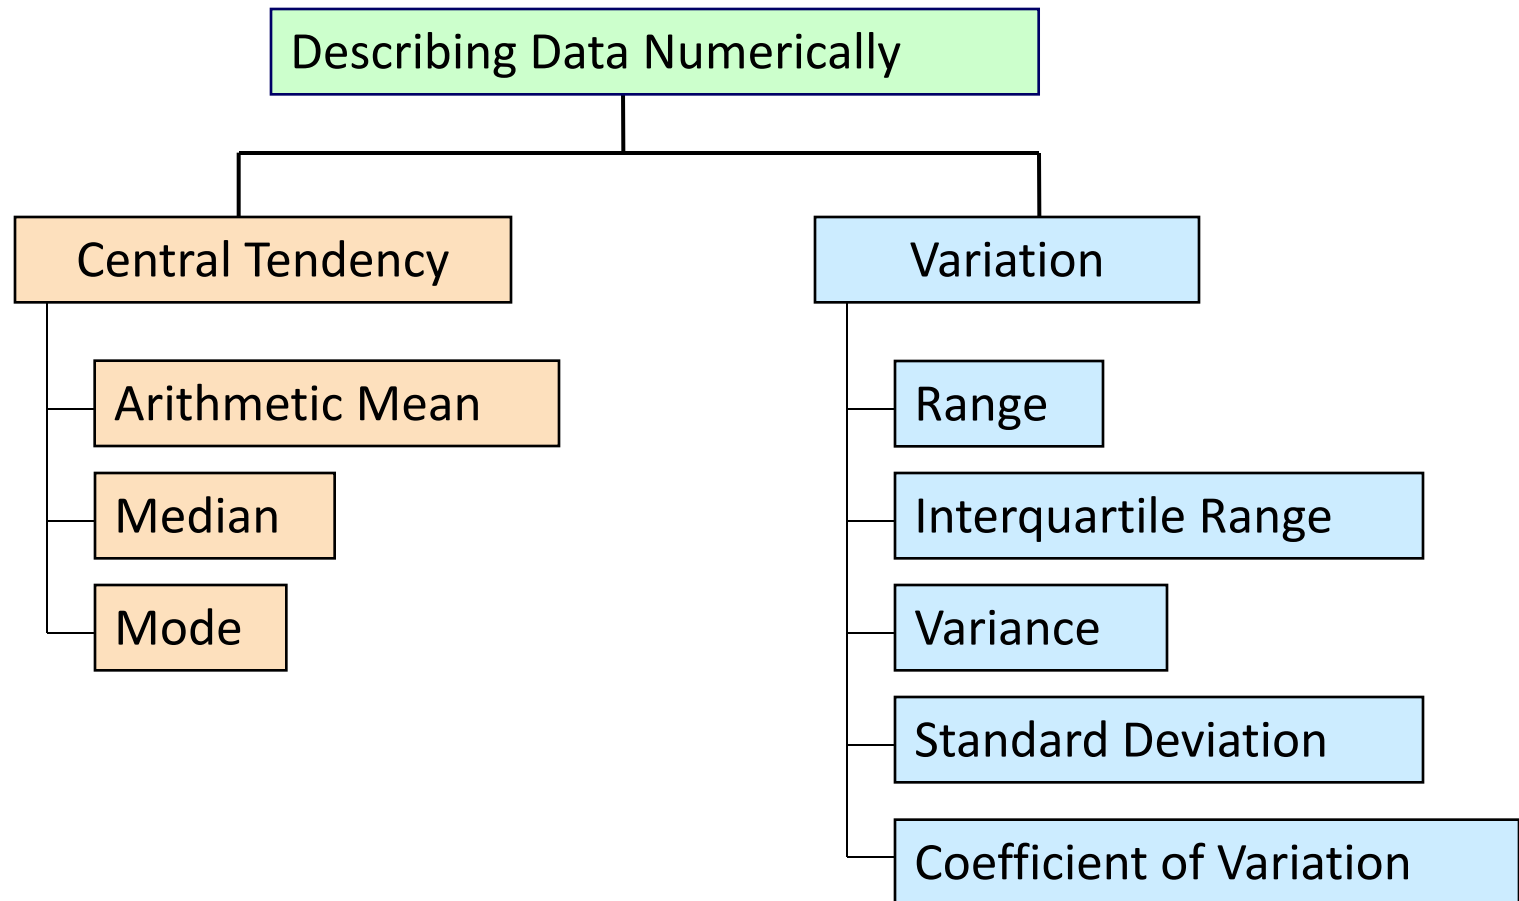 Describing Data Numerically
Central Tendency
Arithmetic Mean
Median
Mode
Variation
Range
Interquartile Range
Variance
Standard Deviation
Coefficient of Variation